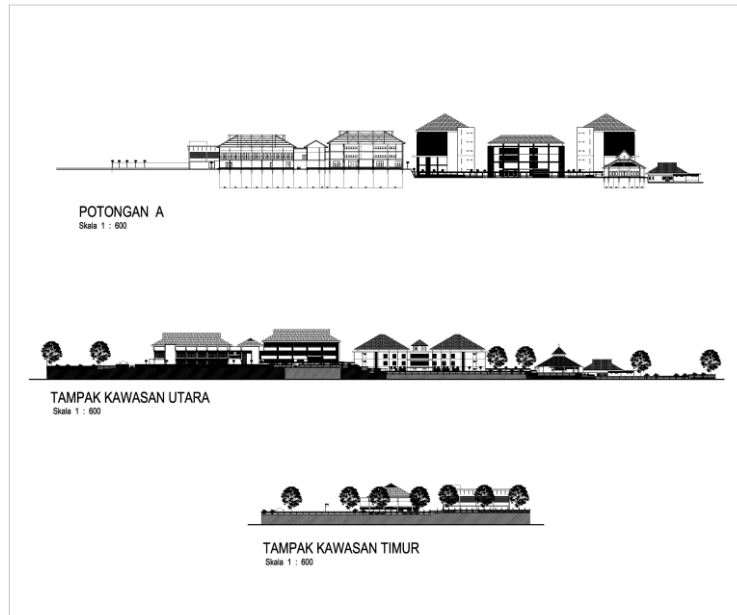 POTONGAN A
Skala 1 : 600
TAMPAK KAWASAN UTARA
Skala 1 : 600
TAMPAK KAWASAN TIMUR
Skala 1 : 600